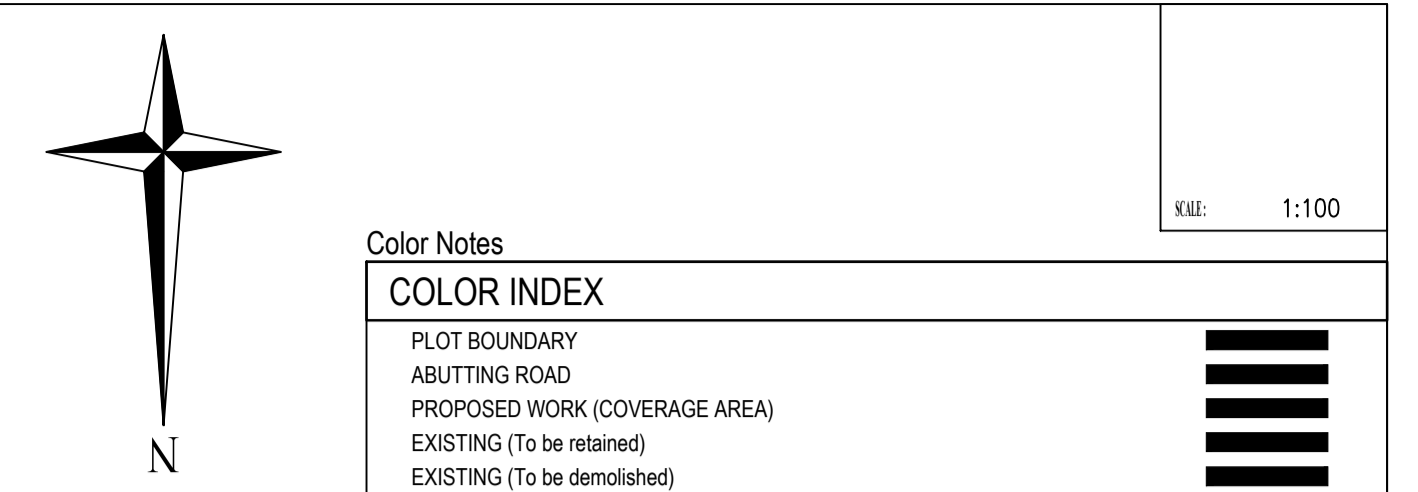 SCALE: 1:100
Color Notes
COLOR INDEX
PLOT BOUNDARY
ABUTTING ROAD
PROPOSED WORK (COVERAGE AREA)
EXISTING (To be retained)
EXISTING (To be demolished)
N